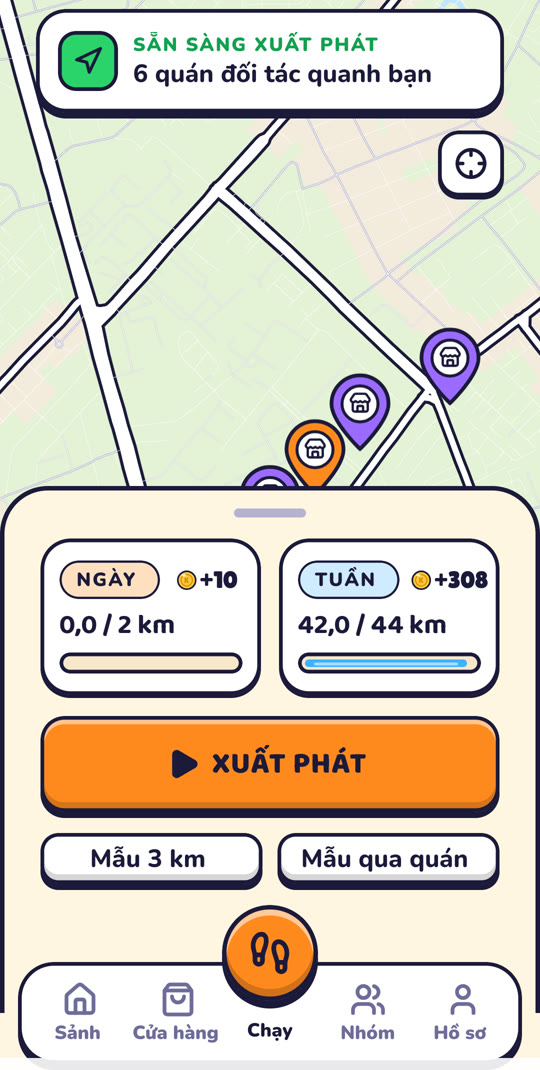 SẴN SÀNG XUẤT PHÁT
6 quán đối tác quanh bạn
NGÀY +10
0,0 / 2 km
TUẦN +308
42,0 / 44 km
XUẤT PHÁT
Mẫu 3 km
Mẫu qua quán
Sảnh
Cửa hàng
Chạy
Nhóm
Hồ sơ